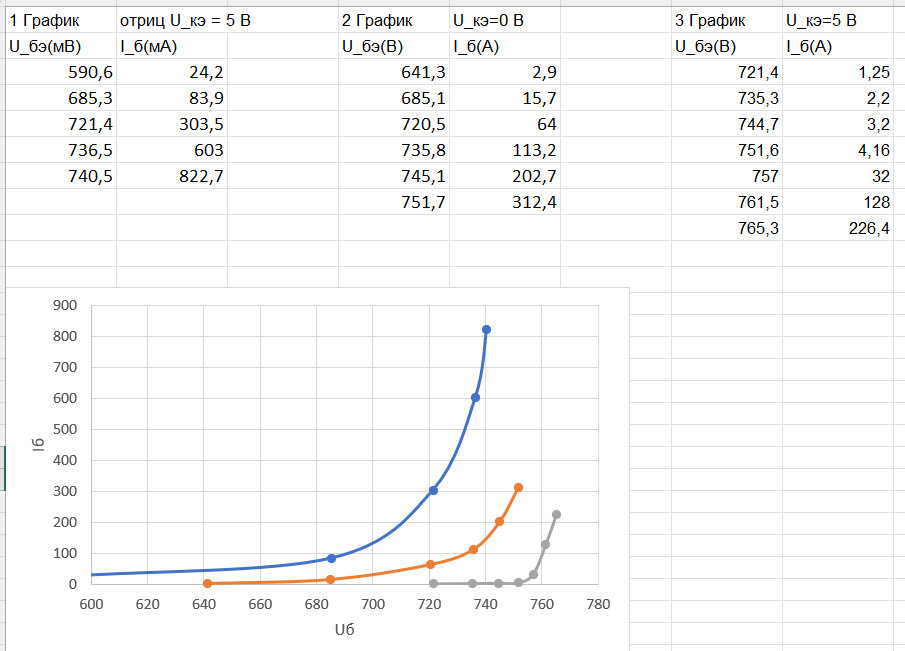 1 График отриц U_кэ = 5 В 2 График U_кэ=0 В 3 График U_кэ=5 В
U_бэ(мВ) I_б(мА) U_бэ(В) I_б(А) U_бэ(В) I_б(А)
590,6 24,2 641,3 2,9 721,4 1,25
685,3 83,9 685,1 15,7 735,3 2,2
721,4 303,5 720,5 64 744,7 3,2
736,5 603 735,8 113,2 751,6 4,16
740,5 822,7 745,1 202,7 757 32
751,7 312,4 761,5 128
765,3 226,4
900
800
700
600
500
400
300
200
100
0
Iб
600 620 640 660 680 700 720 740 760 780
Uб